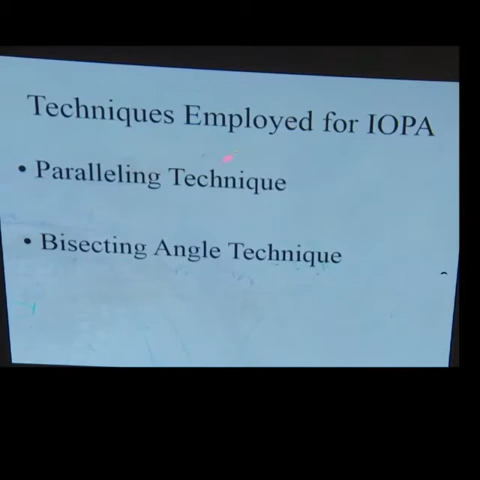 Techniques Employed for IOPA
• Paralleling Technique
• Bisecting Angle Technique